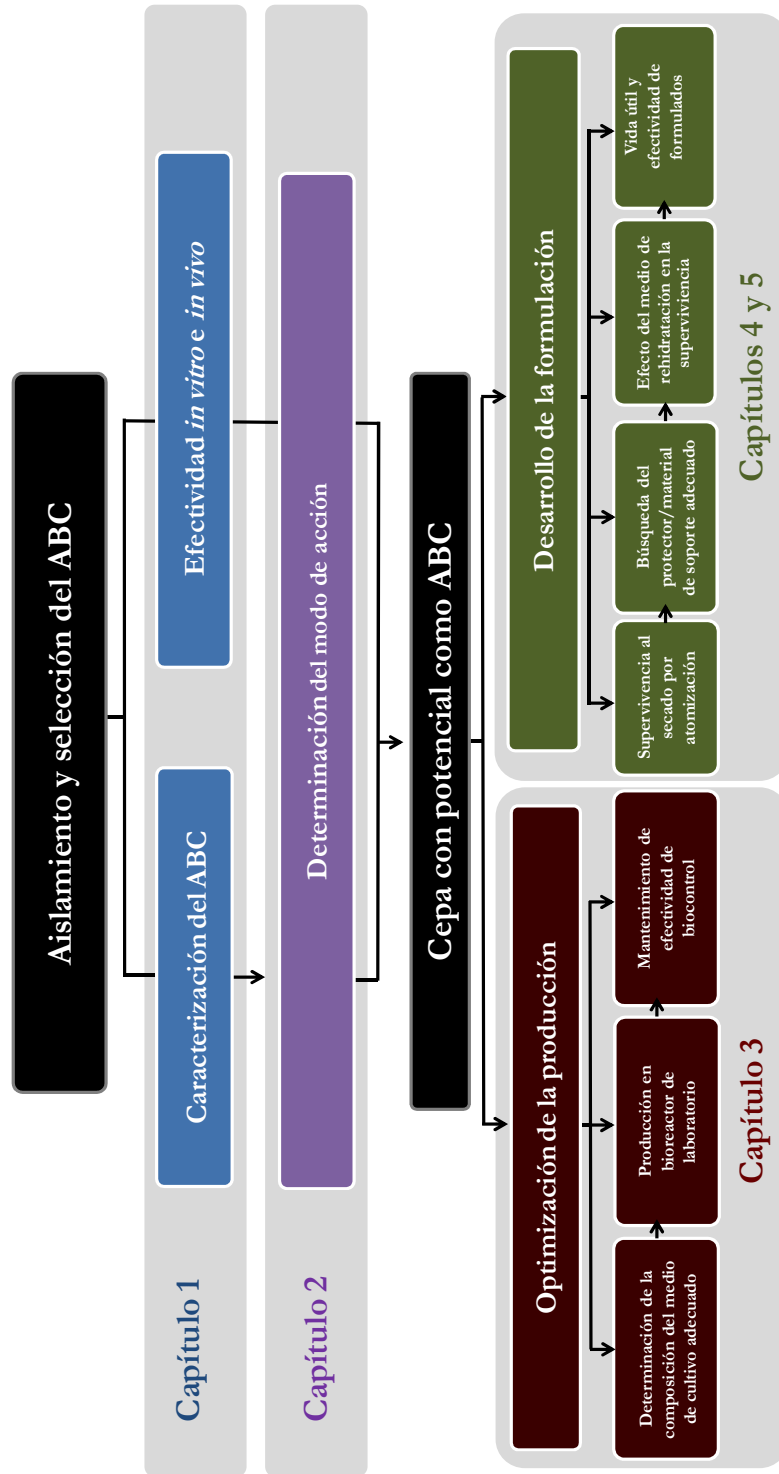 Aislamiento y selección del ABC
Capítulo 1
Caracterización del ABC
Efectividad in vitro e in vivo
Capítulo 2
Determinación del modo de acción
Cepa con potencial como ABC
Optimización de la producción
Determinación de la
composición del medio
de cultivo adecuado
Producción en
bioreactor de
laboratorio
Mantenimiento de
efectividad de
biocontrol
Capítulo 3
Desarrollo de la formulación
Supervivencia al
secado por
atomización
Búsqueda del
protector/material
de soporte adecuado
Efecto del medio de
rehidratación en la
superviviencia
Vida útil y
efectividad de
formulados
Capítulos 4 y 5